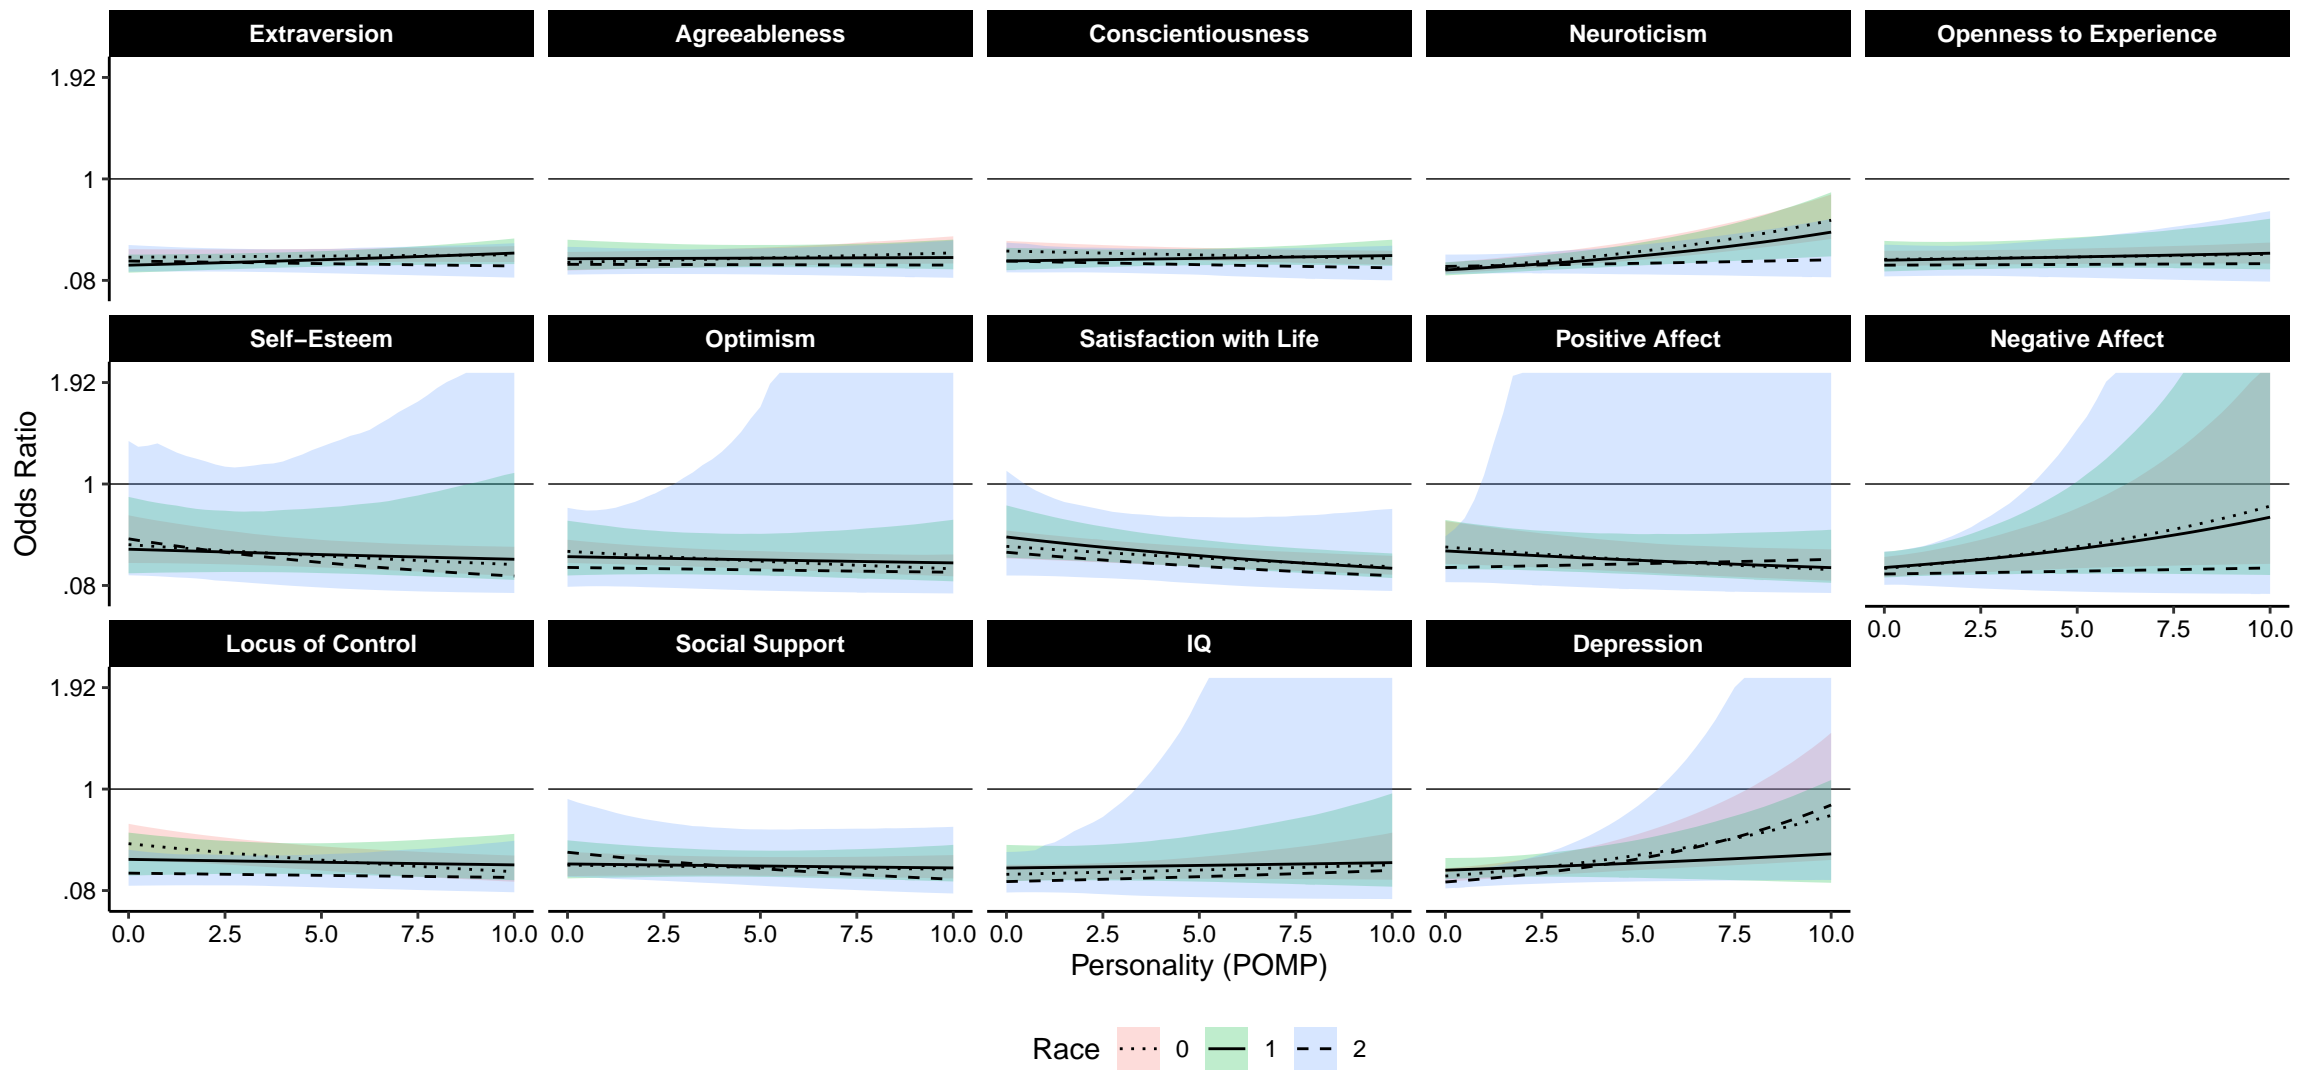 Extraversion Agreeableness Conscientiousness Neuroticism Openness to Experience
1.92
1
.08
Self−Esteem Optimism Satisfaction with Life Positive Affect Negative Affect
1.92
1
.08
0.0 2.5 5.0 7.5 10.0
Locus of Control Social Support IQ Depression
1.92
1
.08
0.0 2.5 5.0 7.5 10.0 0.0 2.5 5.0 7.5 10.0 0.0 2.5 5.0 7.5 10.0 0.0 2.5 5.0 7.5 10.0
Odds Ratio
Personality (POMP)
Race 0 1 2